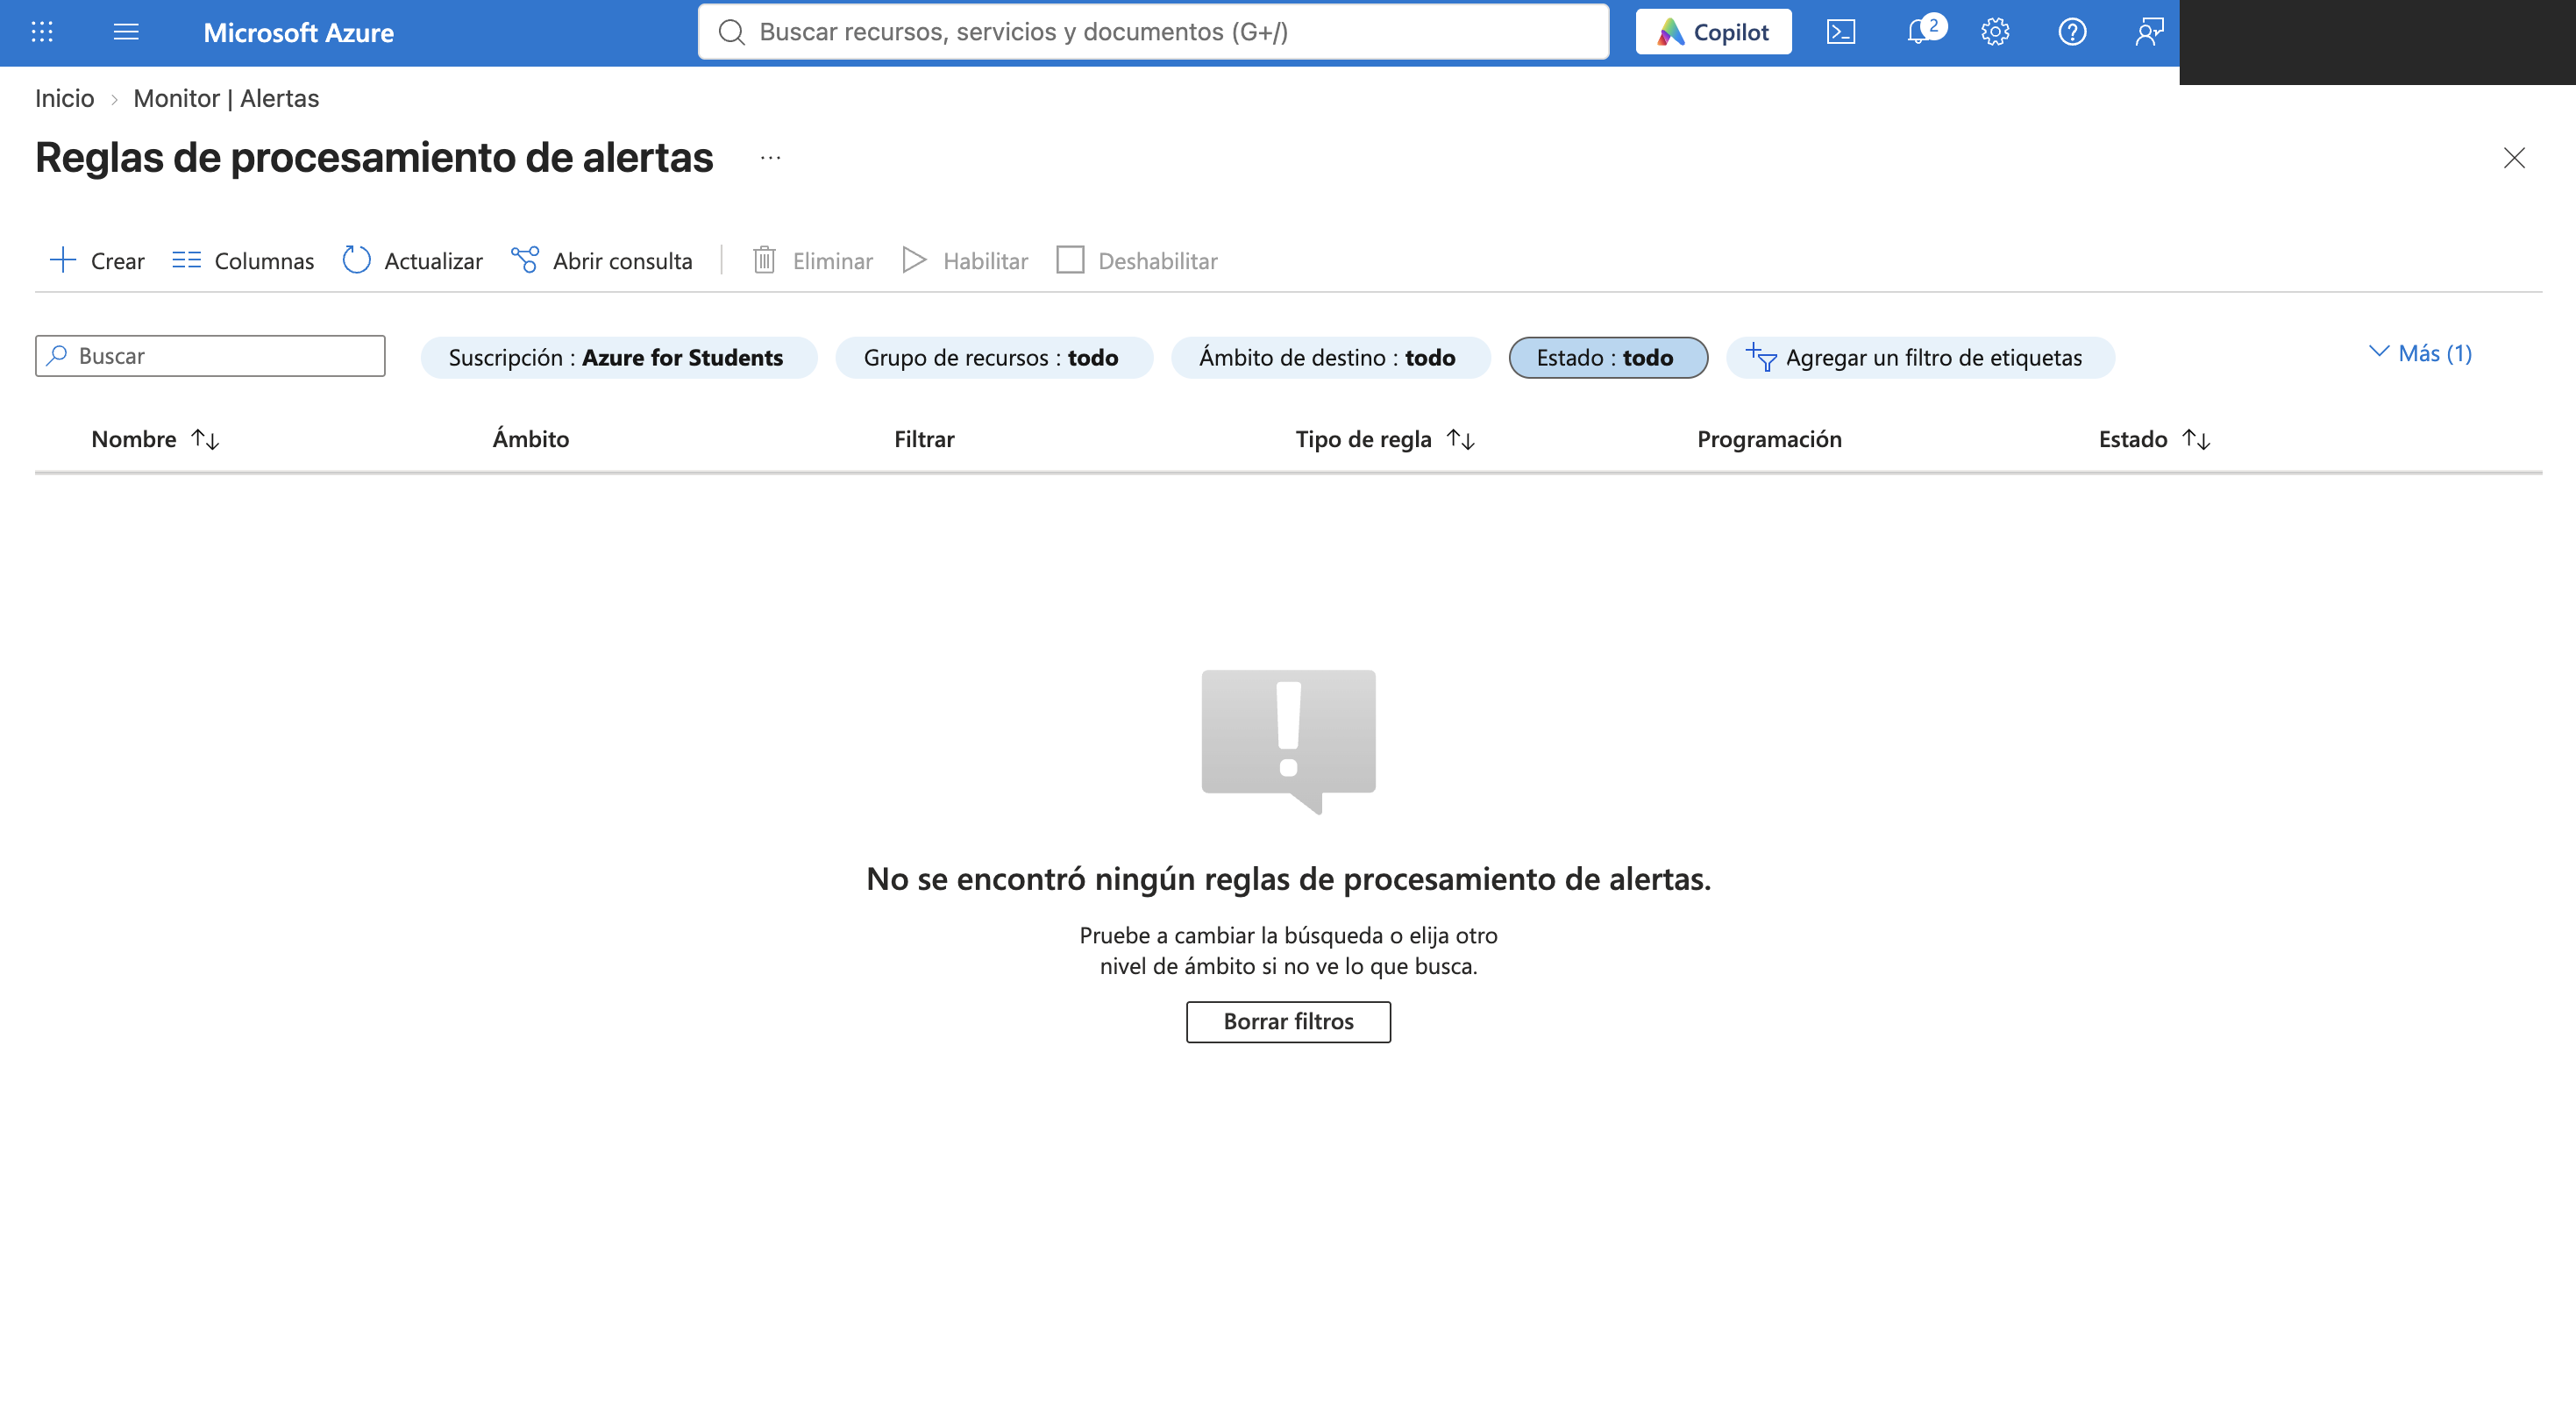 Microsoft Azure
Buscar recursos, servicios y documentos (G+/)
Copilot
2
Inicio > Monitor | Alertas
Reglas de procesamiento de alertas ...
Crear Columnas Actualizar Abrir consulta Eliminar Habilitar Deshabilitar
Buscar Suscripción : Azure for Students Grupo de recursos : todo Ámbito de destino : todo Estado : todo Agregar un filtro de etiquetas Más (1)
Nombre Ámbito Filtrar Tipo de regla Programación Estado
No se encontró ningún reglas de procesamiento de alertas.
Pruebe a cambiar la búsqueda o elija otro
nivel de ámbito si no ve lo que busca.
Borrar filtros